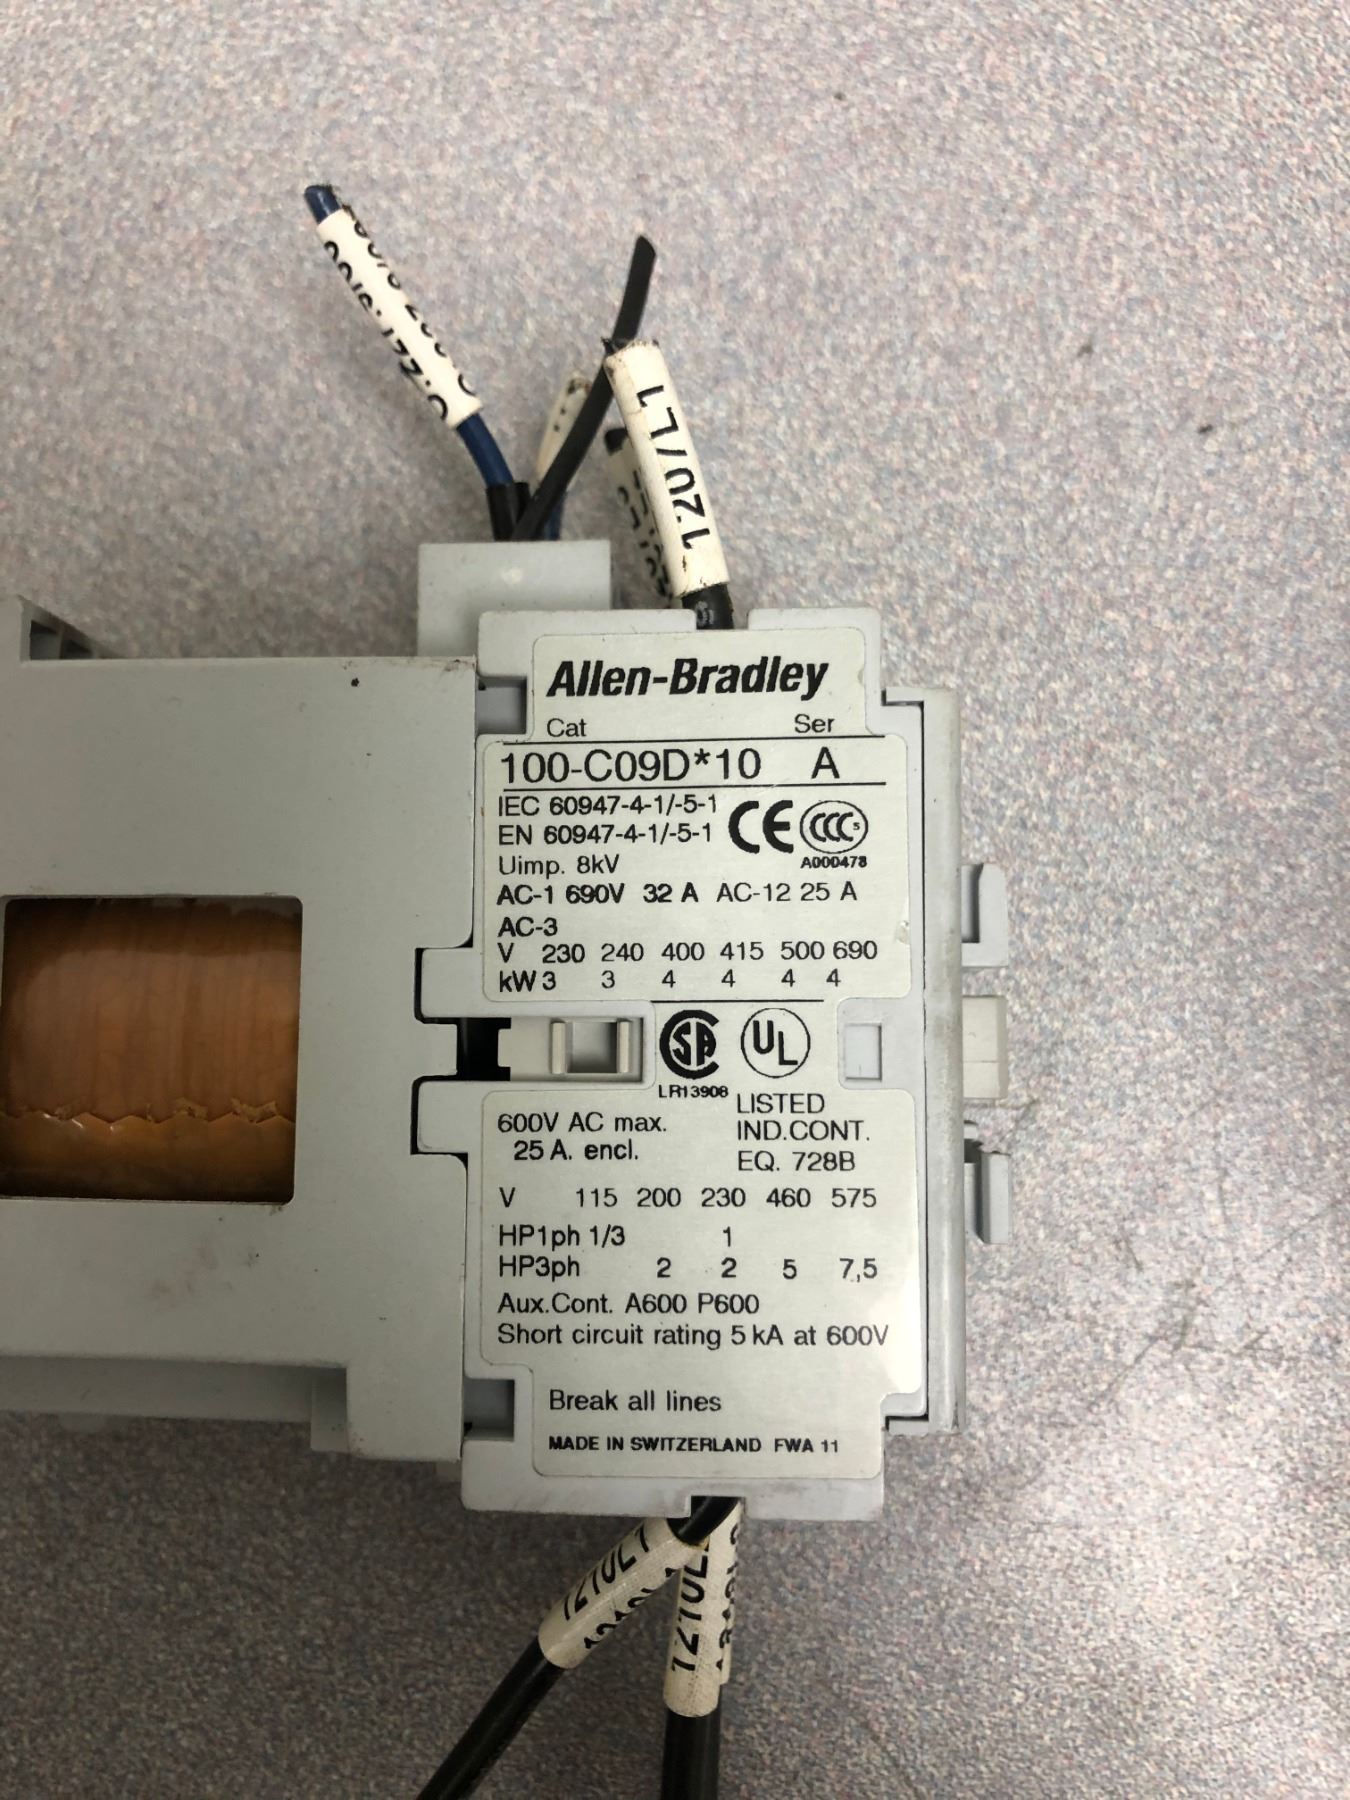 120/L1
Allen-Bradley
Cat Ser
100-C09D*10 A
IEC 60947-4-1/-5-1
EN 60947-4-1/-5-1
CE CCC S
A000478
Uimp. 8kV
AC-1 690V 32 A AC-12 25 A
AC-3
V 230 240 400 415 500 690
kW 3 3 4 4 4 4
SA UL
LR13908
LISTED
IND.CONT.
EQ. 728B
600V AC max.
25 A. encl.
V 115 200 230 460 575
HP1ph 1/3 1
HP3ph 2 2 5 7,5
Aux.Cont. A600 P600
Short circuit rating 5 kA at 600V
Break all lines
MADE IN SWITZERLAND FWA 11